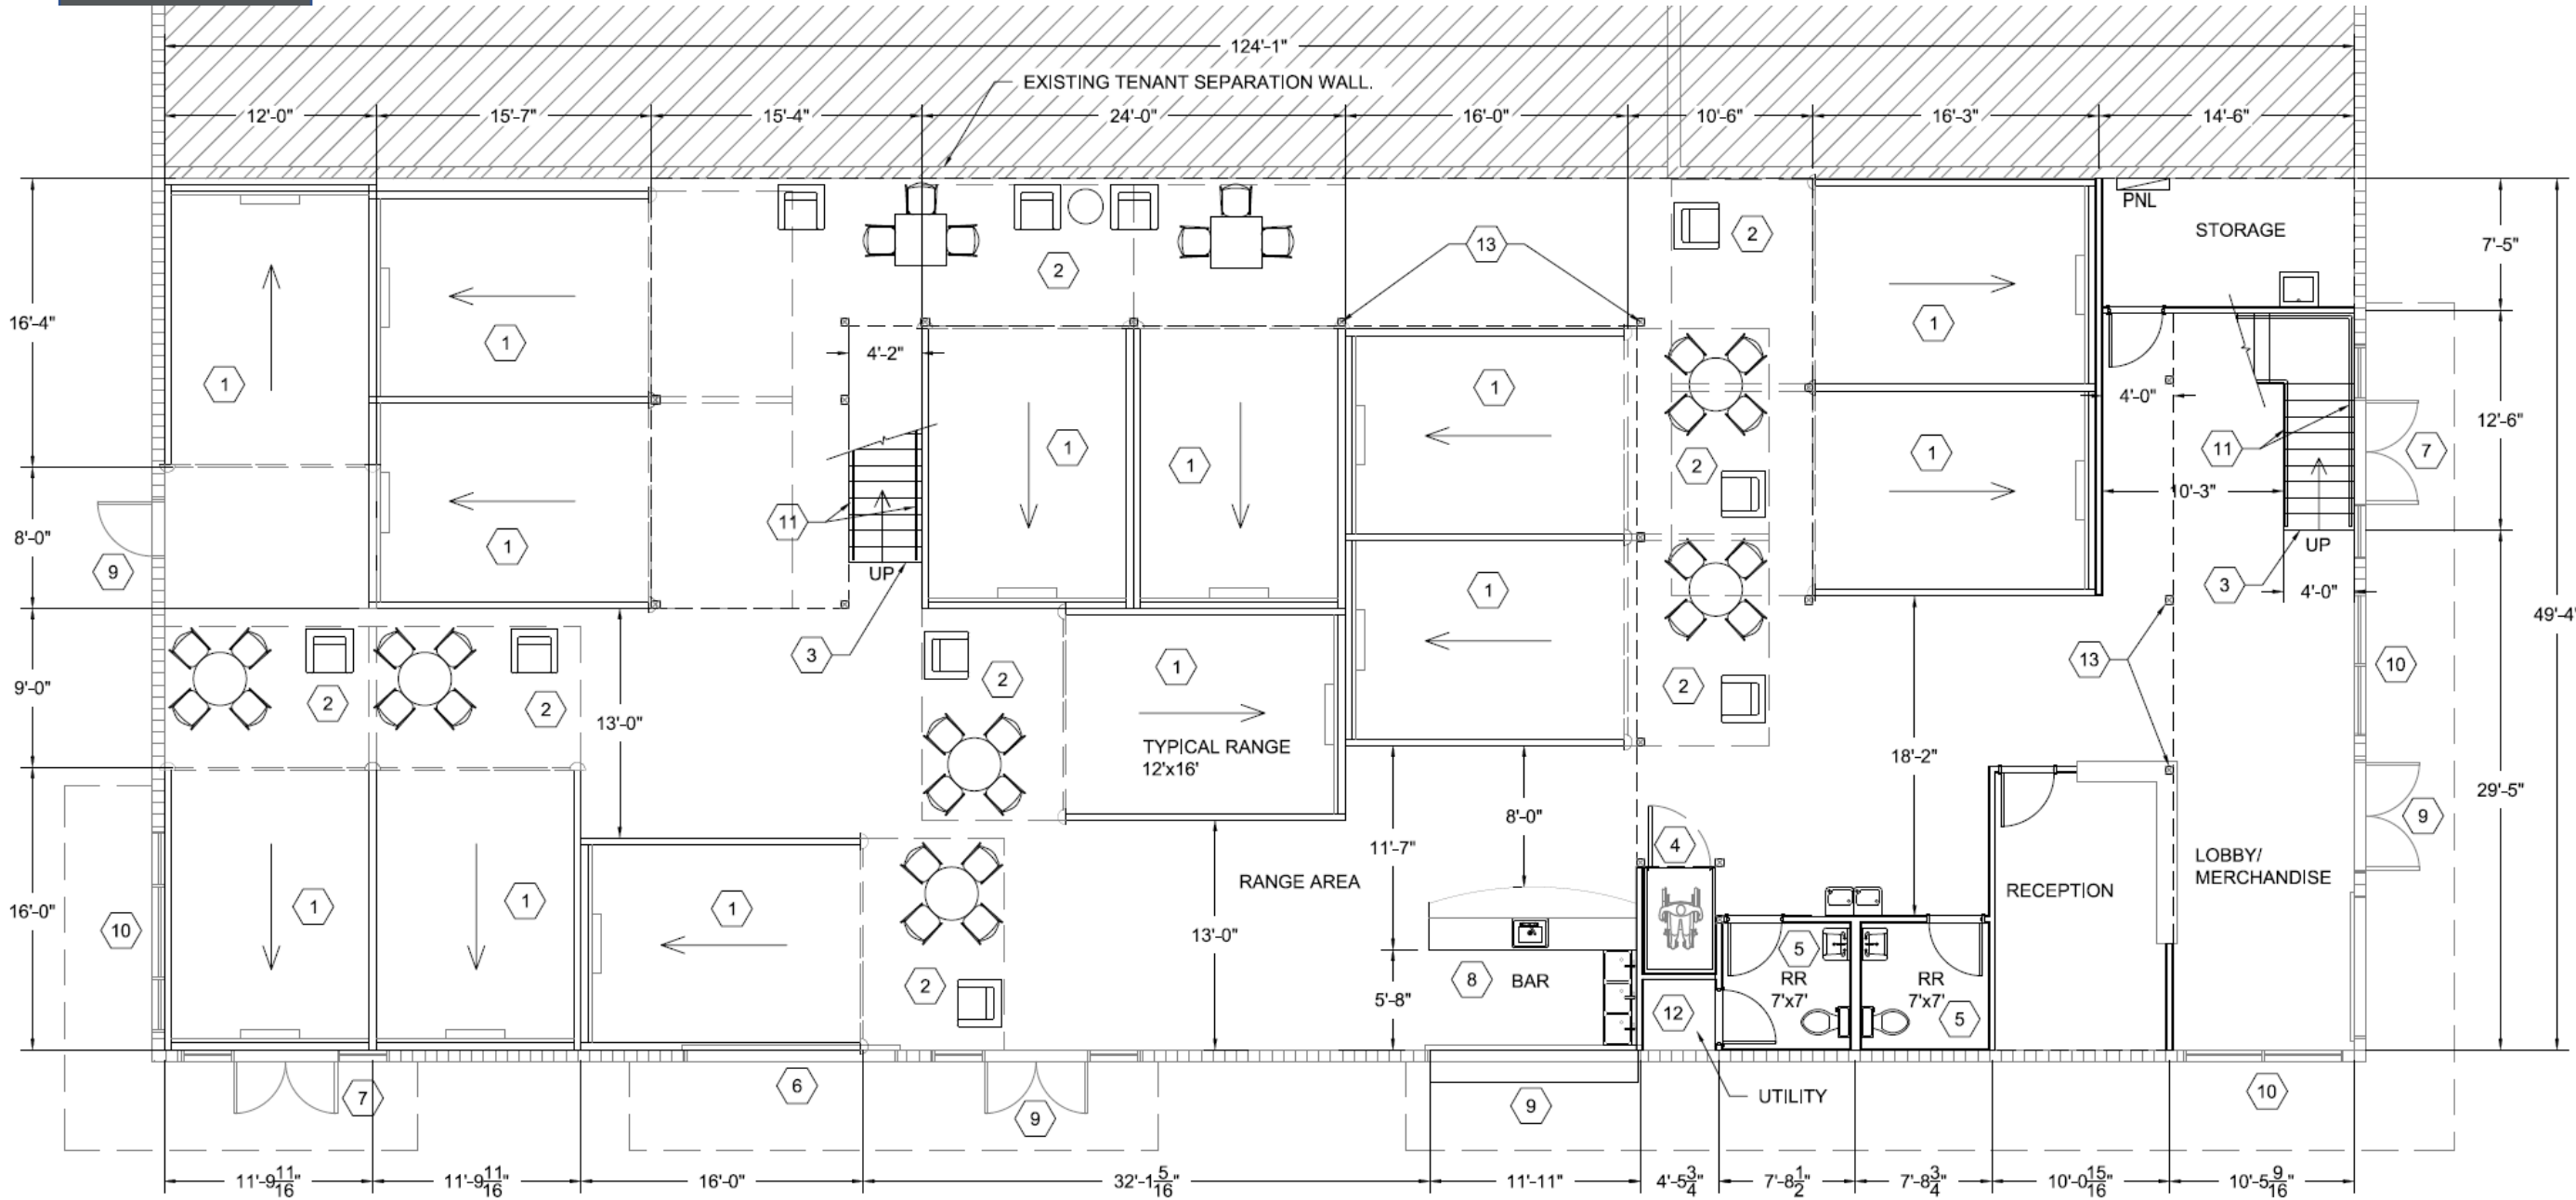 124'-1"
EXISTING TENANT SEPARATION WALL.
12'-0" 15'-7" 15'-4" 24'-0" 16'-0" 10'-6" 16'-3" 14'-6"
PNL
STORAGE
2 2 13
7'-5"
16'-4" 1 1 1
4'-2" 4'-0"
1 1 1 1 1
12'-6"
11 7
2
11 10'-3"
8'-0" 1 UP
9 UP 1 3 4'-0"
49'-4"
3 1 2 13 10
9'-0" 2 2 2 2
13'-0"
TYPICAL RANGE
12'x16'
18'-2"
29'-5"
8'-0"
11'-7" 4 9
RANGE AREA
LOBBY/
MERCHANDISE
RECEPTION
16'-0" 1 1 1
10 13'-0"
5
2 8 BAR RR RR
7'x7' 7'x7'
5'-8" 12 5
6
7 9 9 UTILITY 10
11'-9 11/16" 11'-9 11/16" 16'-0" 32'-1 5/16" 11'-11" 4'-5 3/4" 7'-8 1/2" 7'-8 3/4" 10'-0 15/16" 10'-5 9/16"